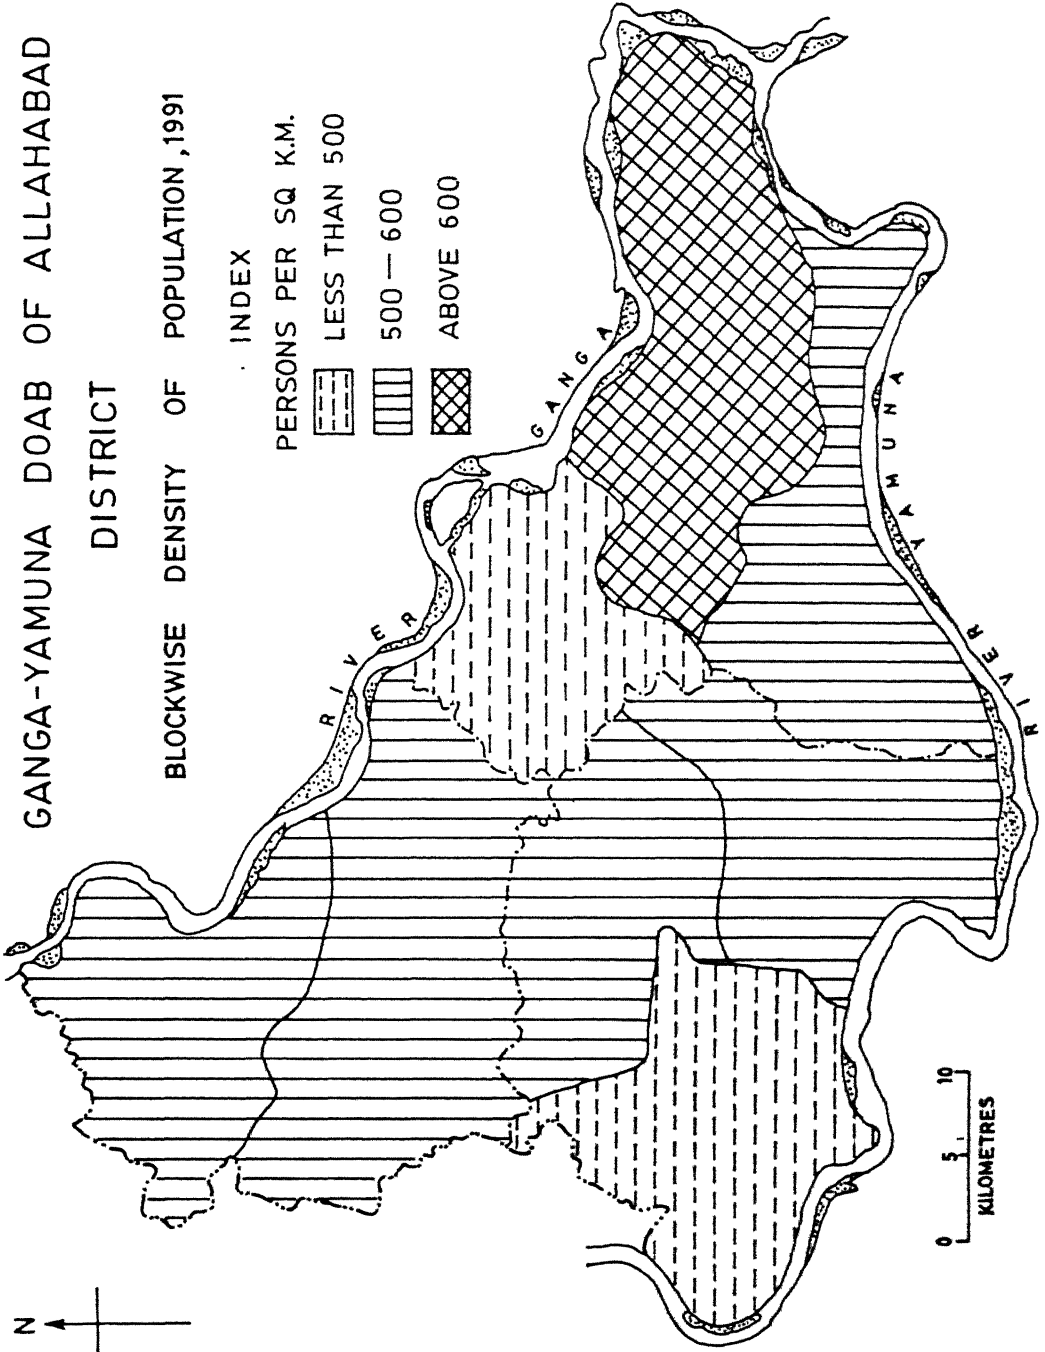 GANGA-YAMUNA DOAB OF ALLAHABAD
DISTRICT
BLOCKWISE DENSITY OF POPULATION, 1991
INDEX
PERSONS PER SQ K.M.
LESS THAN 500
500 — 600
ABOVE 600
RIVER GANGA
RIVER YAMUNA
N
0 5 10
KILOMETRES